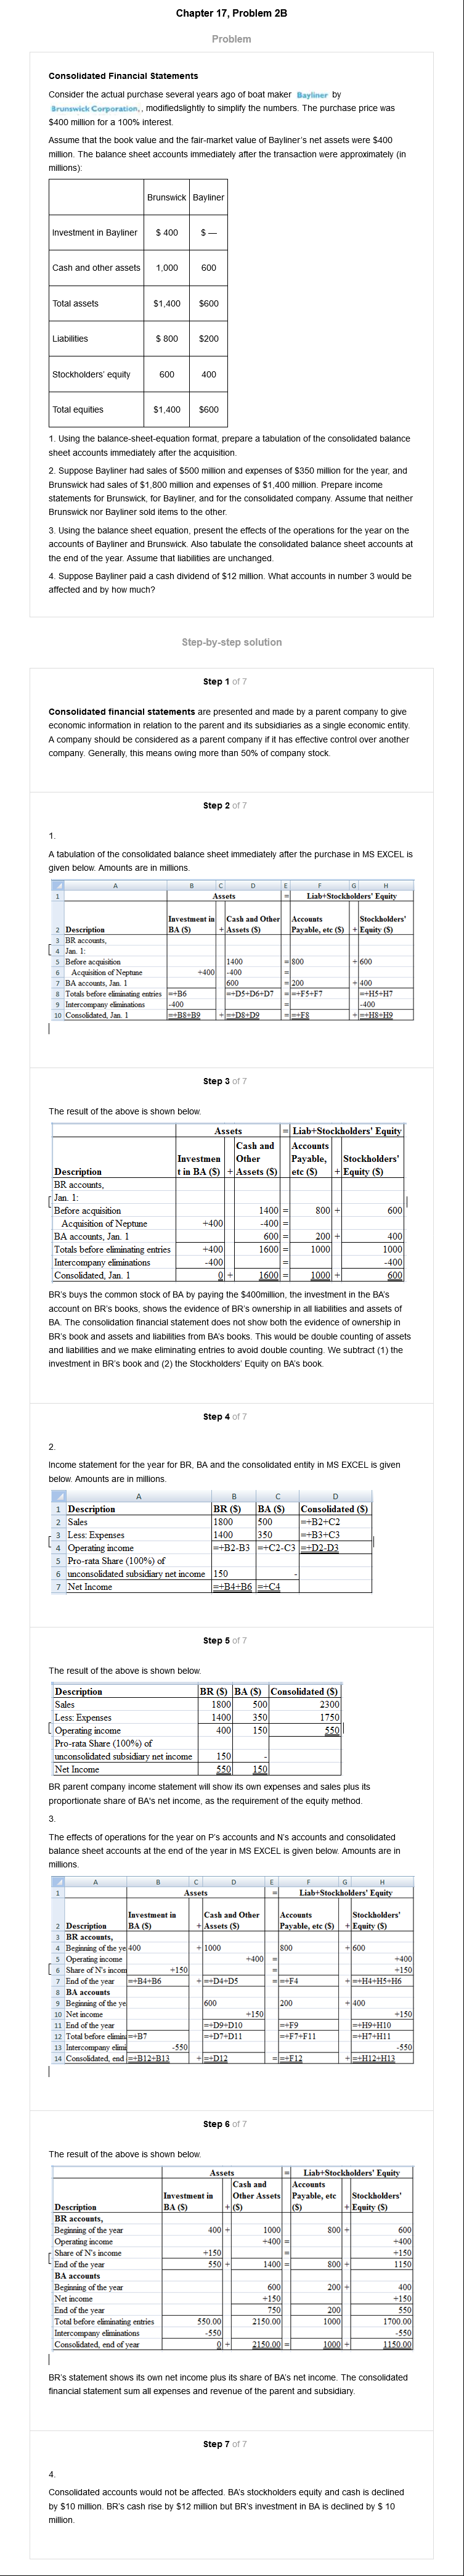 Chapter 17, Problem 2B
Problem
Consolidated Financial Statements
Consider the actual purchase several years ago of boat maker Bayliner by
Brunswick Corporation,, modifiedslightly to simplify the numbers. The purchase price was
$400 million for a 100% interest.
Assume that the book value and the fair-market value of Bayliner's net assets were $400
million. The balance sheet accounts immediately after the transaction were approximately (in
millions):
Brunswick Bayliner
Investment in Bayliner $ 400 $ —
Cash and other assets 1,000 600
Total assets $1,400 $600
Liabilities $ 800 $200
Stockholders' equity 600 400
Total equities $1,400 $600
1. Using the balance-sheet-equation format, prepare a tabulation of the consolidated balance
sheet accounts immediately after the acquisition.
2. Suppose Bayliner had sales of $500 million and expenses of $350 million for the year, and
Brunswick had sales of $1,800 million and expenses of $1,400 million. Prepare income
statements for Brunswick, for Bayliner, and for the consolidated company. Assume that neither
Brunswick nor Bayliner sold items to the other.
3. Using the balance sheet equation, present the effects of the operations for the year on the
accounts of Bayliner and Brunswick. Also tabulate the consolidated balance sheet accounts at
the end of the year. Assume that liabilities are unchanged.
4. Suppose Bayliner paid a cash dividend of $12 million. What accounts in number 3 would be
affected and by how much?
Step-by-step solution
Step 1 of 7
Consolidated financial statements are presented and made by a parent company to give
economic information in relation to the parent and its subsidiaries as a single economic entity.
A company should be considered as a parent company if it has effective control over another
company. Generally, this means owing more than 50% of company stock.
Step 2 of 7
1.
A tabulation of the consolidated balance sheet immediately after the purchase in MS EXCEL is
given below. Amounts are in millions.
A B C D E F G H
1 Assets = Liab+Stockholders' Equity
2 Description Investment in BA ($) + Cash and Other Assets ($) Accounts Payable, etc ($) + Stockholders' Equity ($)
3 BR accounts,
4 Jan. 1:
5 Before acquisition 1400 = 800 + 600
6 Acquisition of Neptune +400 -400 =
7 BA accounts, Jan. 1 600 = 200 + 400
8 Totals before eliminating entries =+B6 =+D5+D6+D7 = =+F5+F7 =+H5+H7
9 Intercompany eliminations -400 = -400
10 Consolidated, Jan. 1 =+B8+B9 + =+D8+D9 = =+F8 + =+H8+H9
Step 3 of 7
The result of the above is shown below.
Assets = Liab+Stockholders' Equity
Description Investmen t in BA ($) + Cash and Other Assets ($) Accounts Payable, etc ($) + Stockholders' Equity ($)
BR accounts,
Jan. 1:
Before acquisition 1400 = 800 + 600
Acquisition of Neptune +400 -400 =
BA accounts, Jan. 1 600 = 200 + 400
Totals before eliminating entries +400 1600 = 1000 1000
Intercompany eliminations -400 = -400
Consolidated, Jan. 1 0 + 1600 = 1000 + 600
BR's buys the common stock of BA by paying the $400million, the investment in the BA's
account on BR's books, shows the evidence of BR's ownership in all liabilities and assets of
BA. The consolidation financial statement does not show both the evidence of ownership in
BR's book and assets and liabilities from BA's books. This would be double counting of assets
and liabilities and we make eliminating entries to avoid double counting. We subtract (1) the
investment in BR's book and (2) the Stockholders' Equity on BA's book.
Step 4 of 7
2.
Income statement for the year for BR, BA and the consolidated entity in MS EXCEL is given
below. Amounts are in millions.
A B C D
1 Description BR ($) BA ($) Consolidated ($)
2 Sales 1800 500 =+B2+C2
3 Less: Expenses 1400 350 =+B3+C3
4 Operating income =+B2-B3 =+C2-C3 =+D2-D3
5 Pro-rata Share (100%) of
6 unconsolidated subsidiary net income 150 -
7 Net Income =+B4+B6 =+C4
Step 5 of 7
The result of the above is shown below.
Description BR ($) BA ($) Consolidated ($)
Sales 1800 500 2300
Less: Expenses 1400 350 1750
Operating income 400 150 550
Pro-rata Share (100%) of
unconsolidated subsidiary net income 150 -
Net Income 550 150
BR parent company income statement will show its own expenses and sales plus its
proportionate share of BA's net income, as the requirement of the equity method.
3.
The effects of operations for the year on P's accounts and N's accounts and consolidated
balance sheet accounts at the end of the year in MS EXCEL is given below. Amounts are in
millions.
A B C D E F G H
1 Assets = Liab+Stockholders' Equity
2 Description Investment in BA ($) + Cash and Other Assets ($) Accounts Payable, etc ($) + Stockholders' Equity ($)
3 BR accounts,
4 Beginning of the ye 400 + 1000 800 + 600
5 Operating income +400 = +400
6 Share of N's incom +150 = +150
7 End of the year =+B4+B6 + =+D4+D5 = =+F4 + =+H4+H5+H6
8 BA accounts
9 Beginning of the ye 600 200 + 400
10 Net income +150 +150
11 End of the year =+D9+D10 =+F9 =+H9+H10
12 Total before elimin =+B7 =+D7+D11 =+F7+F11 =+H7+H11
13 Intercompany elimi -550 -550
14 Consolidated, end =+B12+B13 + =+D12 = =+F12 + =+H12+H13
Step 6 of 7
The result of the above is shown below.
Assets = Liab+Stockholders' Equity
Description Investment in BA ($) + Cash and Other Assets ($) Accounts Payable, etc ($) + Stockholders' Equity ($)
BR accounts,
Beginning of the year 400 + 1000 800 + 600
Operating income +400 = +400
Share of N's income +150 = +150
End of the year 550 + 1400 = 800 + 1150
BA accounts
Beginning of the year 600 200 + 400
Net income +150 +150
End of the year 750 200 550
Total before eliminating entries 550.00 2150.00 1000 1700.00
Intercompany eliminations -550 -550
Consolidated, end of year 0 + 2150.00 = 1000 + 1150.00
BR's statement shows its own net income plus its share of BA's net income. The consolidated
financial statement sum all expenses and revenue of the parent and subsidiary.
Step 7 of 7
4.
Consolidated accounts would not be affected. BA's stockholders equity and cash is declined
by $10 million. BR's cash rise by $12 million but BR's investment in BA is declined by $ 10
million.